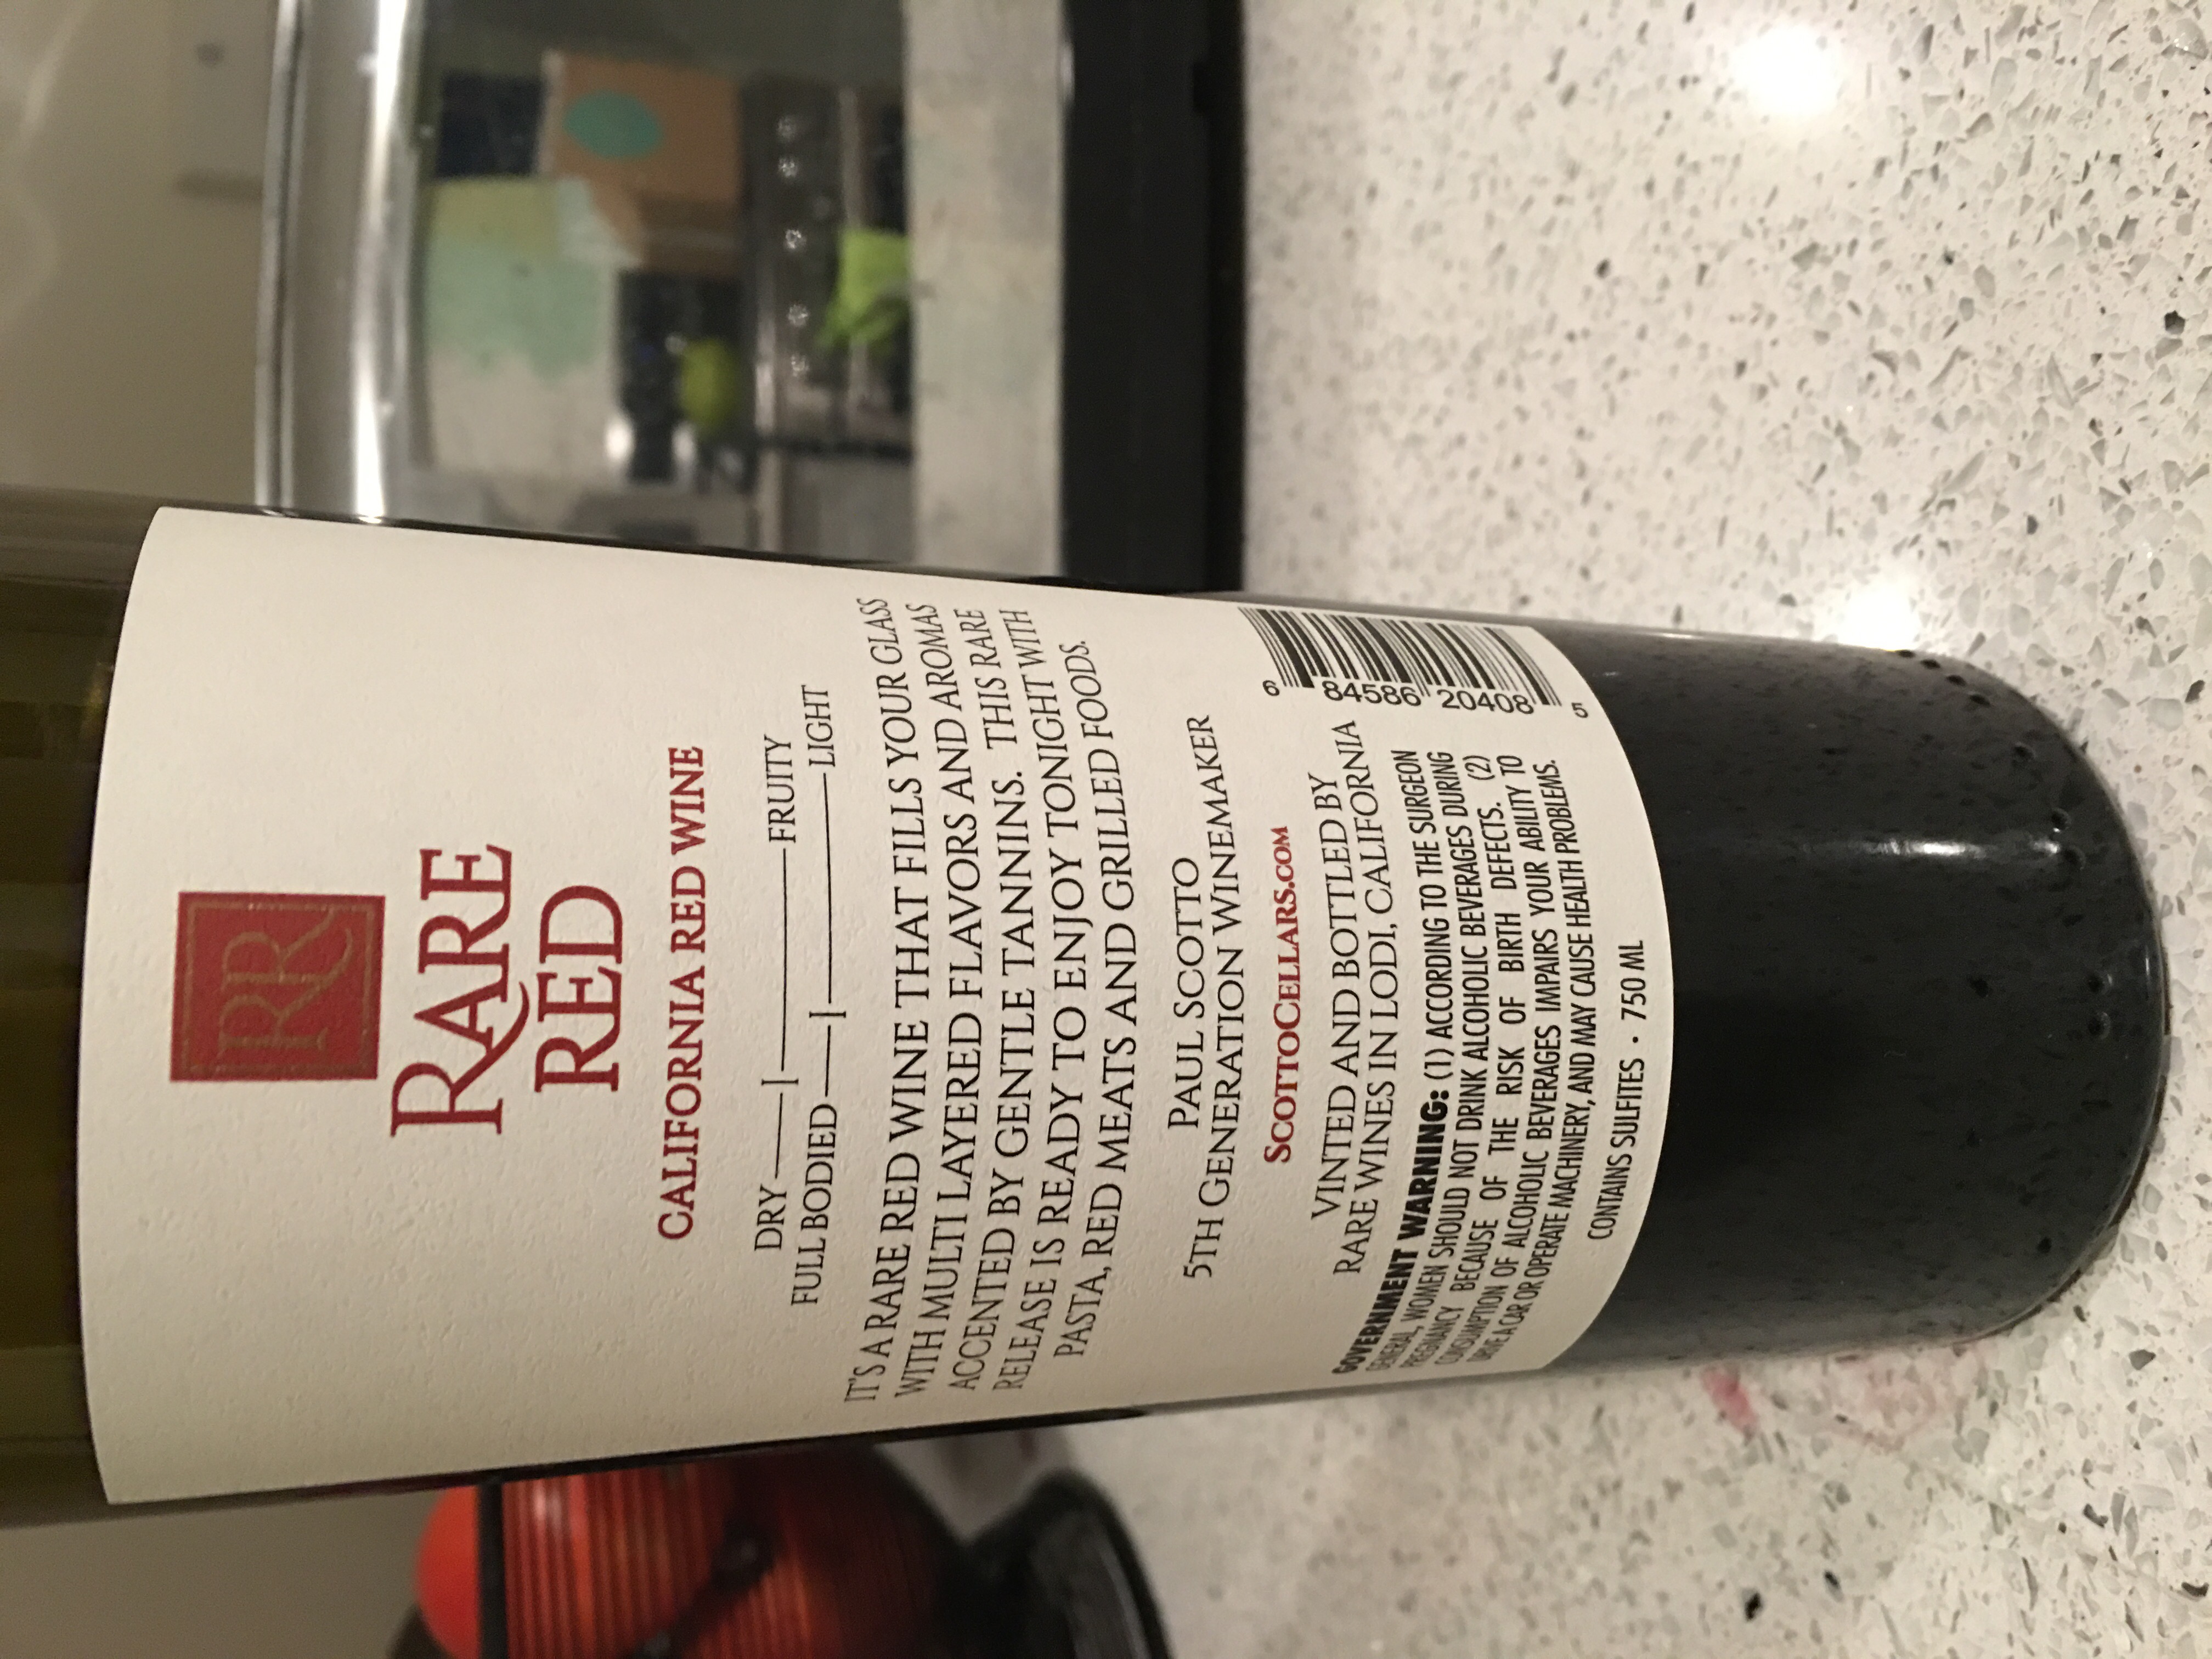 RR
RARE
RED
CALIFORNIA RED WINE
DRY FRUITY
FULL BODIED LIGHT
IT'S A RARE RED WINE THAT FILLS YOUR GLASS
WITH MULTI LAYERED FLAVORS AND AROMAS
ACCENTED BY GENTLE TANNINS. THIS RARE
RELEASE IS READY TO ENJOY TONIGHT WITH
PASTA, RED MEATS AND GRILLED FOODS.
PAUL SCOTTO
5TH GENERATION WINEMAKER
SCOTTOCELLARS.COM
VINTED AND BOTTLED BY
RARE WINES IN LODI, CALIFORNIA
GOVERNMENT WARNING: (1) ACCORDING TO THE SURGEON
GENERAL, WOMEN SHOULD NOT DRINK ALCOHOLIC BEVERAGES DURING
PREGNANCY BECAUSE OF THE RISK OF BIRTH DEFECTS. (2)
CONSUMPTION OF ALCOHOLIC BEVERAGES IMPAIRS YOUR ABILITY TO
DRIVE A CAR OR OPERATE MACHINERY, AND MAY CAUSE HEALTH PROBLEMS.
CONTAINS SULFITES • 750 ML
6 84586 20408 5